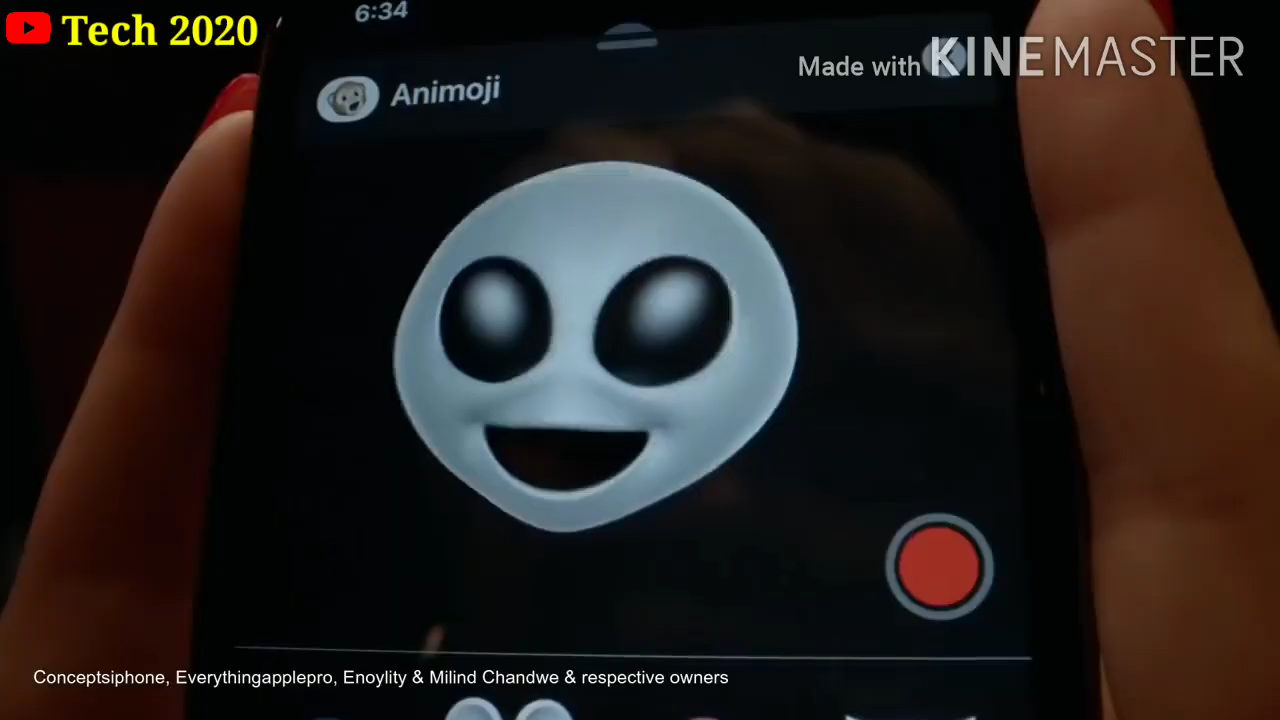 Tech 2020
6:34
Made with KINEMASTER
Animoji
Conceptsiphone, Everythingapplepro, Enoylity & Milind Chandwe & respective owners